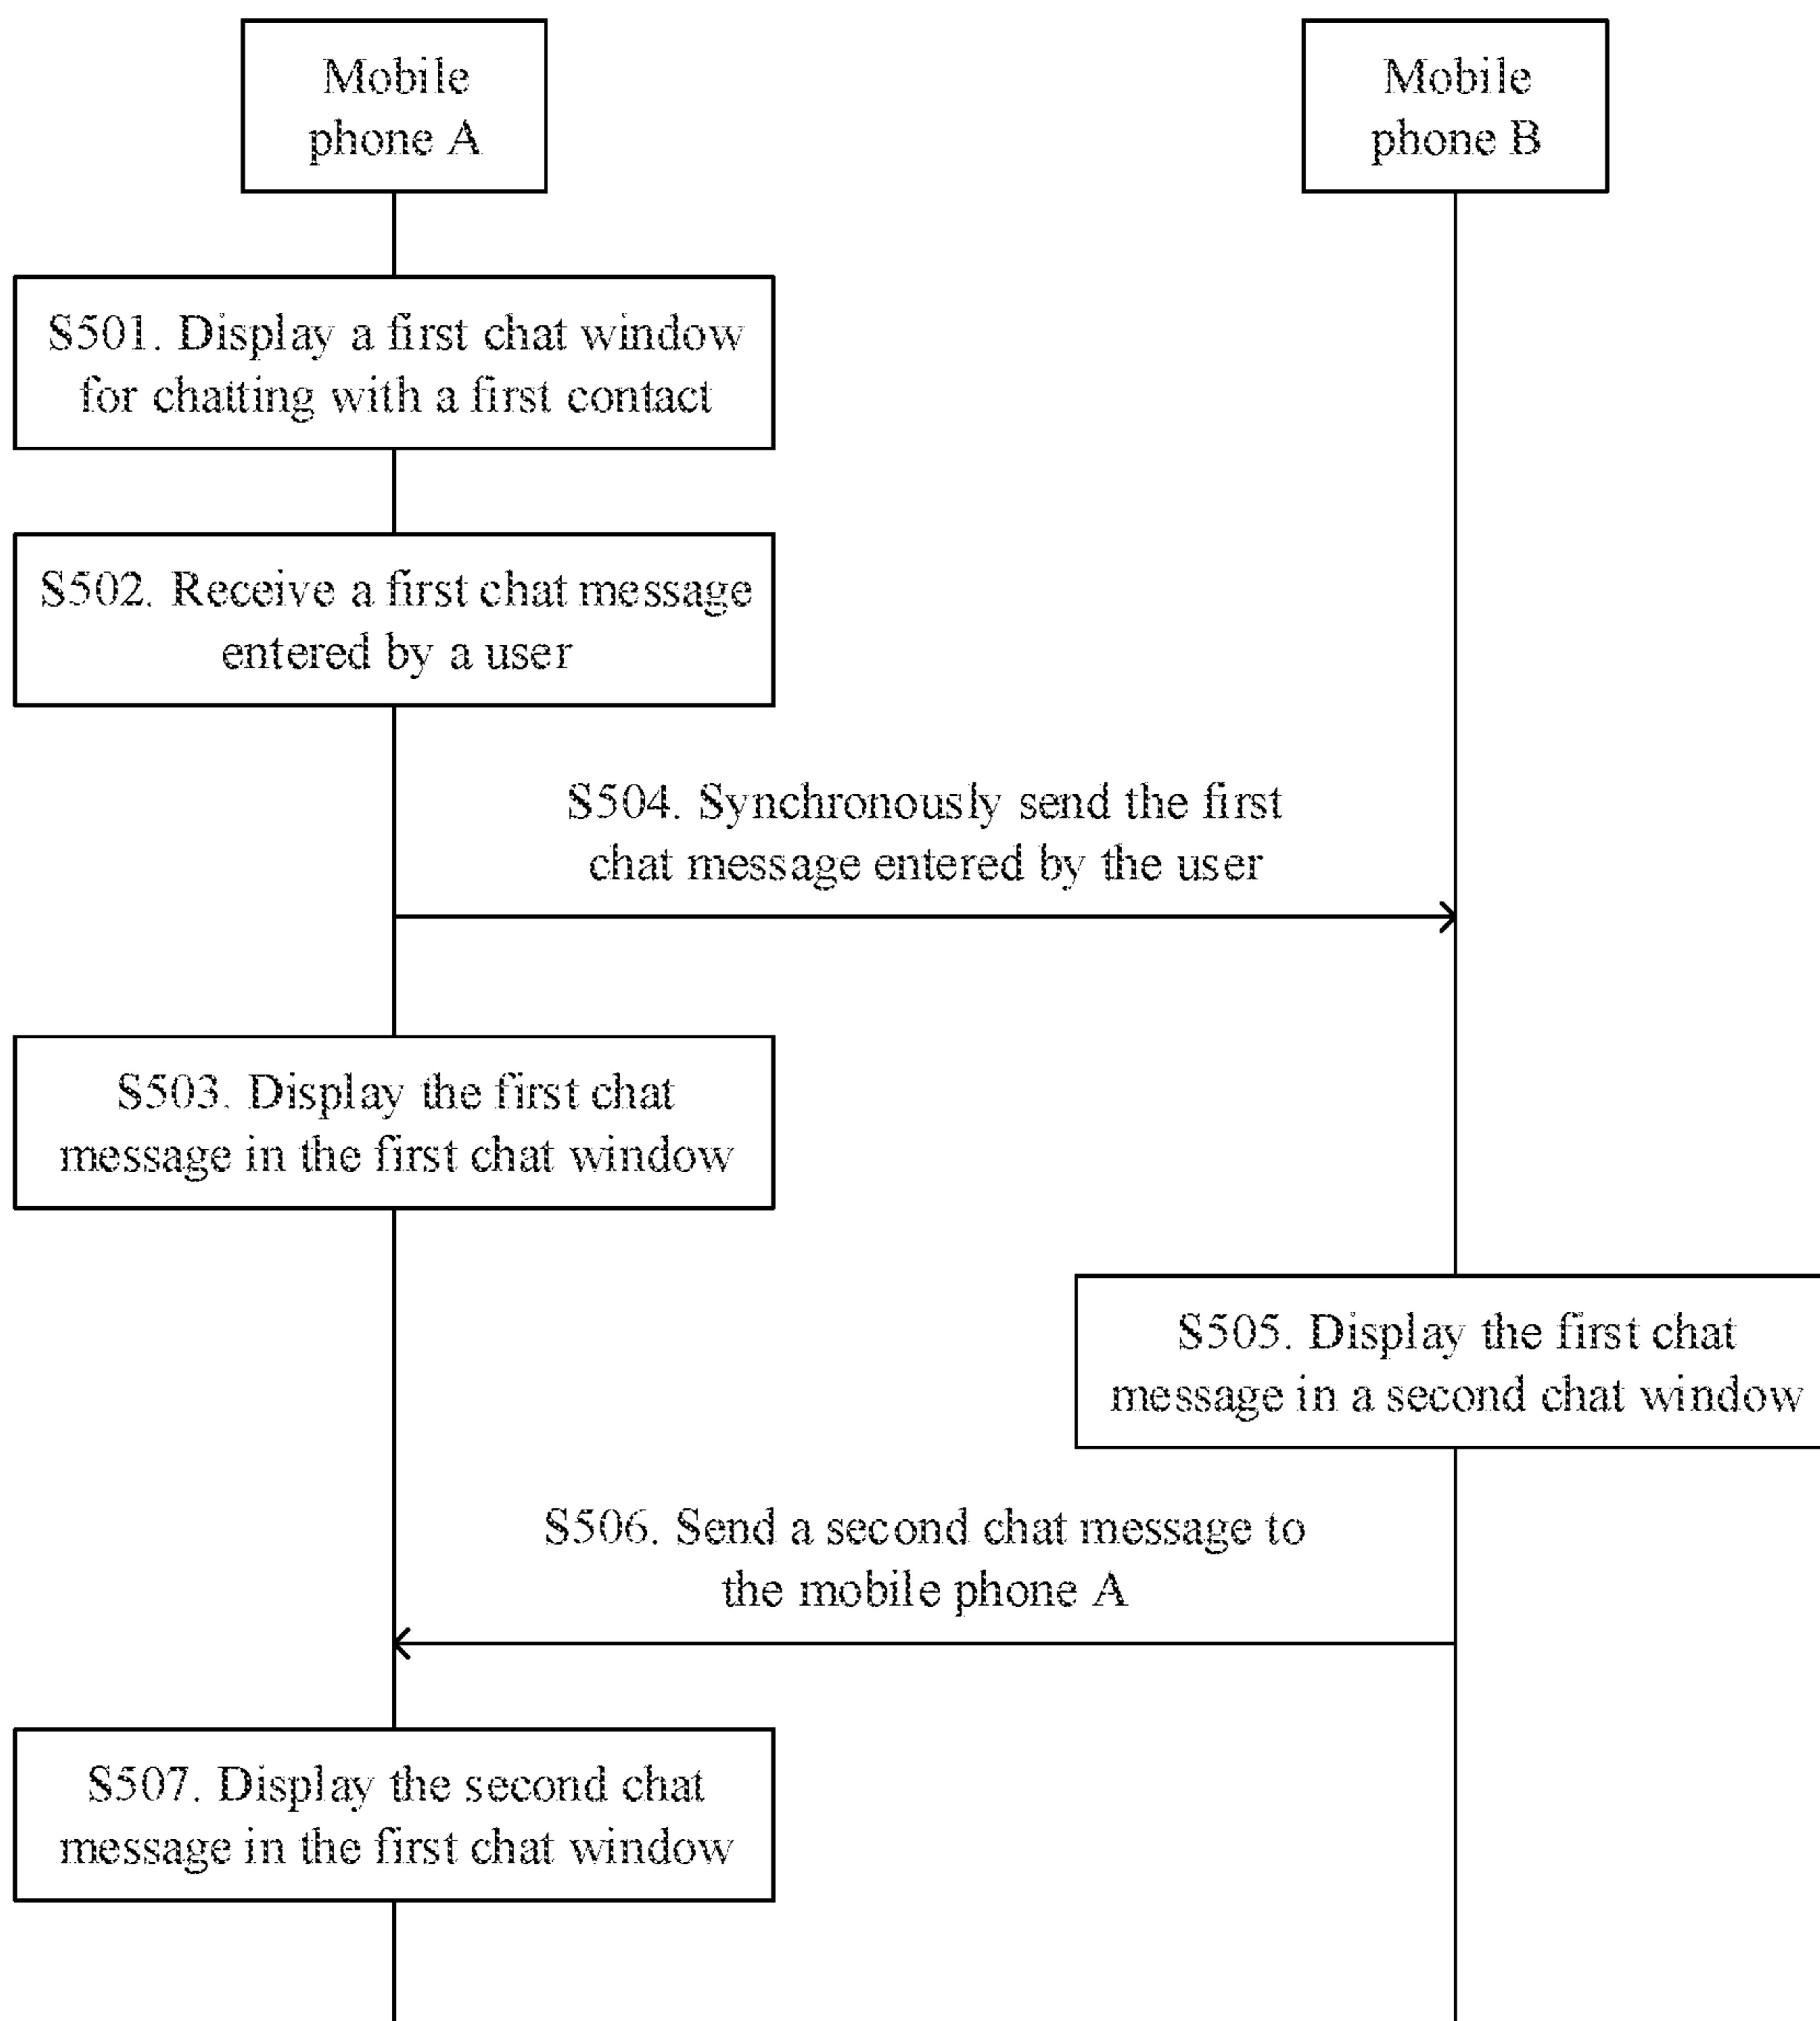 Mobile
phone A
Mobile
phone B
S501. Display a first chat window
for chatting with a first contact
S502. Receive a first chat message
entered by a user
S504. Synchronously send the first
chat message entered by the user
S503. Display the first chat
message in the first chat window
S505. Display the first chat
message in a second chat window
S506. Send a second chat message to
the mobile phone A
S507. Display the second chat
message in the first chat window